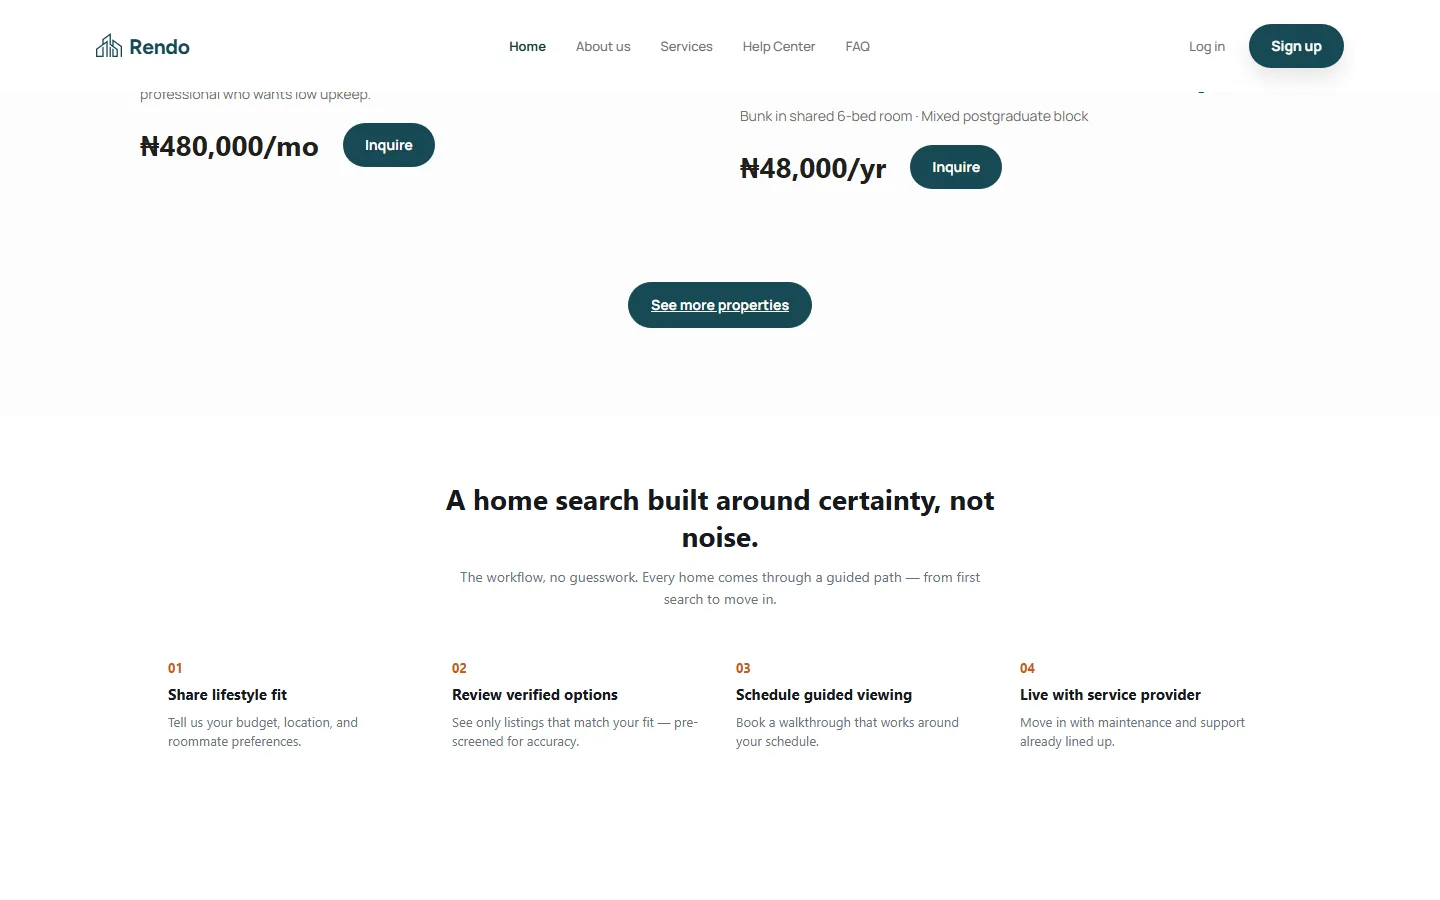 Rendo
Home
About us
Services
Help Center
FAQ
Log in
Sign up
professional who wants low upkeep.
₦480,000/mo
Inquire
Bunk in shared 6-bed room · Mixed postgraduate block
₦48,000/yr
Inquire
See more properties
A home search built around certainty, not
noise.
The workflow, no guesswork. Every home comes through a guided path — from first
search to move in.
01
Share lifestyle fit
Tell us your budget, location, and
roommate preferences.
02
Review verified options
See only listings that match your fit — pre-
screened for accuracy.
03
Schedule guided viewing
Book a walkthrough that works around
your schedule.
04
Live with service provider
Move in with maintenance and support
already lined up.